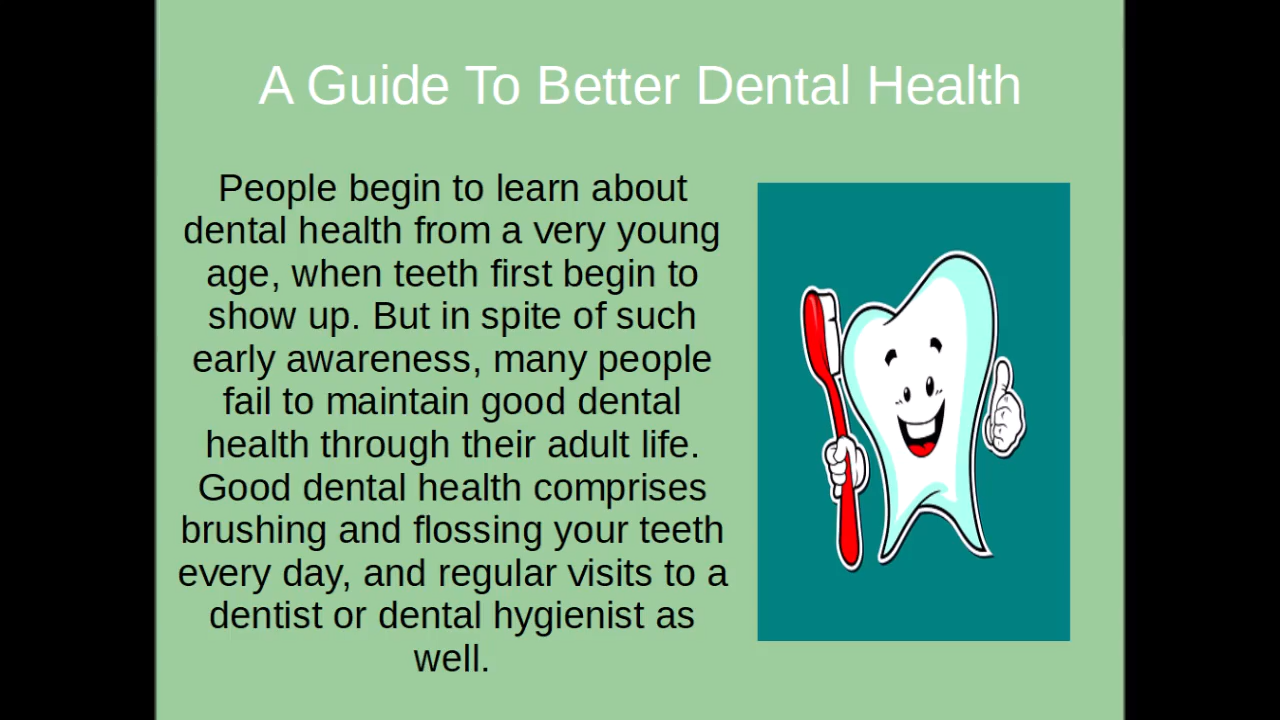 A Guide To Better Dental Health
People begin to learn about
dental health from a very young
age, when teeth first begin to
show up. But in spite of such
early awareness, many people
fail to maintain good dental
health through their adult life.
Good dental health comprises
brushing and flossing your teeth
every day, and regular visits to a
dentist or dental hygienist as
well.